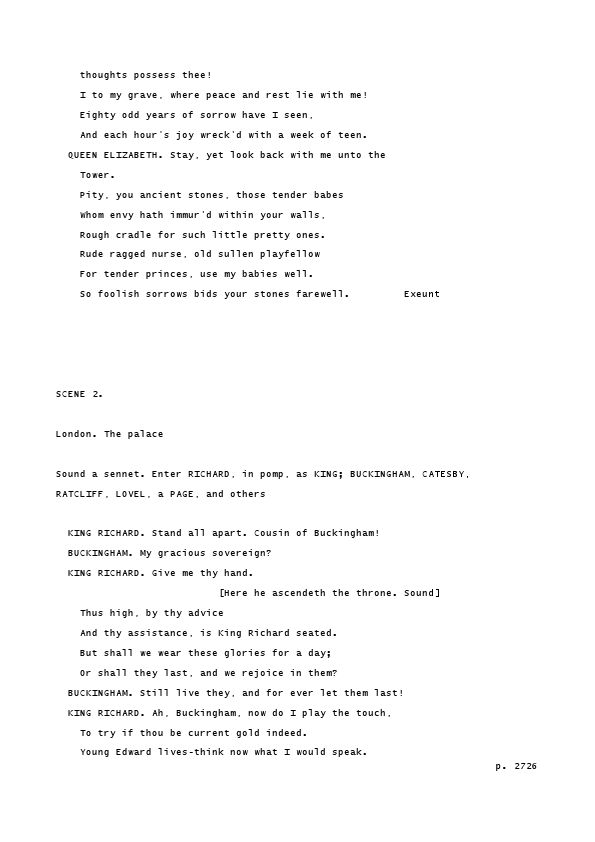 thoughts possess thee!
I to my grave, where peace and rest lie with me!
Eighty odd years of sorrow have I seen,
And each hour's joy wreck'd with a week of teen.
QUEEN ELIZABETH. Stay, yet look back with me unto the
Tower.
Pity, you ancient stones, those tender babes
Whom envy hath immur'd within your walls,
Rough cradle for such little pretty ones.
Rude ragged nurse, old sullen playfellow
For tender princes, use my babies well.
So foolish sorrows bids your stones farewell. Exeunt
SCENE 2.
London. The palace
Sound a sennet. Enter RICHARD, in pomp, as KING; BUCKINGHAM, CATESBY,
RATCLIFF, LOVEL, a PAGE, and others
KING RICHARD. Stand all apart. Cousin of Buckingham!
BUCKINGHAM. My gracious sovereign?
KING RICHARD. Give me thy hand.
[Here he ascendeth the throne. Sound]
Thus high, by thy advice
And thy assistance, is King Richard seated.
But shall we wear these glories for a day;
Or shall they last, and we rejoice in them?
BUCKINGHAM. Still live they, and for ever let them last!
KING RICHARD. Ah, Buckingham, now do I play the touch,
To try if thou be current gold indeed.
Young Edward lives-think now what I would speak.
p. 2726